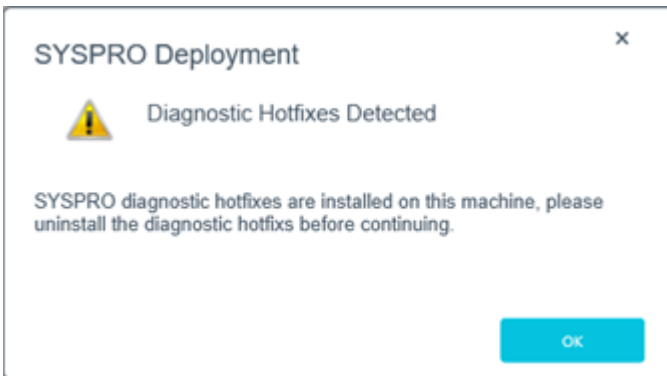 SYSPRO Deployment
×
Diagnostic Hotfixes Detected
SYSPRO diagnostic hotfixes are installed on this machine, please
uninstall the diagnostic hotfixs before continuing.
OK